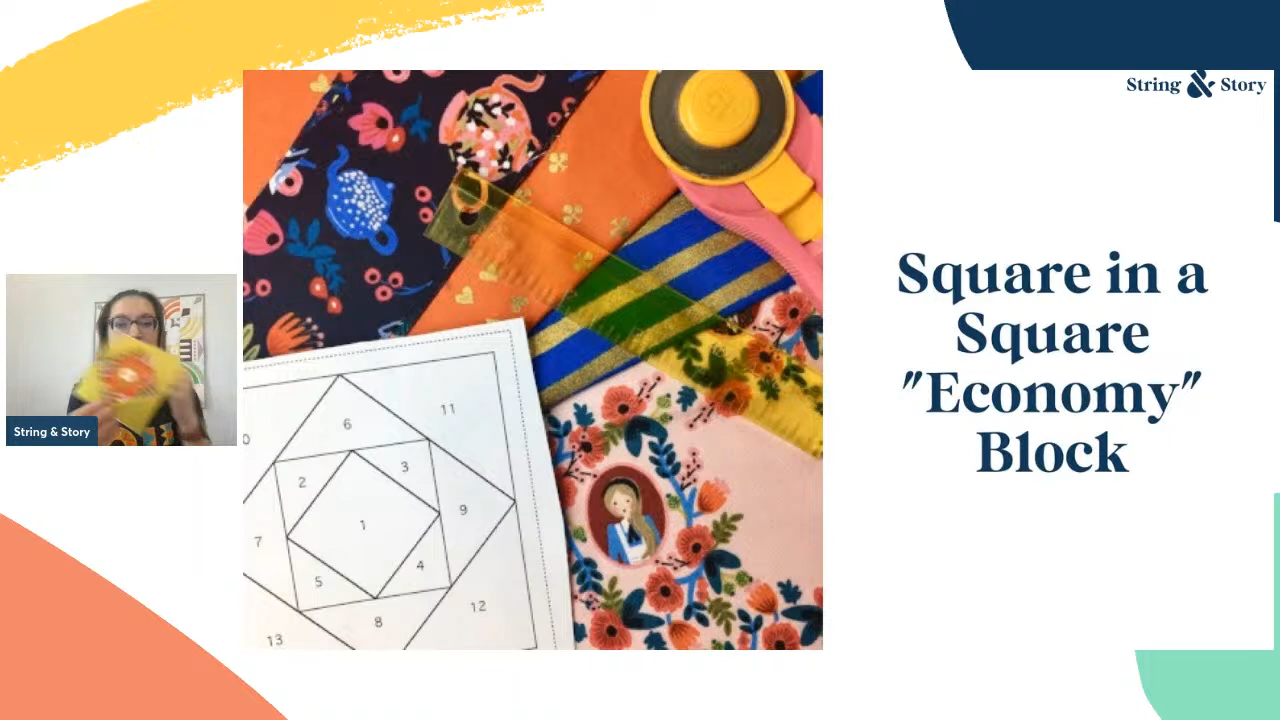 String & Story
Square in a
Square
"Economy"
Block
String & Story
11
6
3
2
9
1
7
4
5
8
12
13